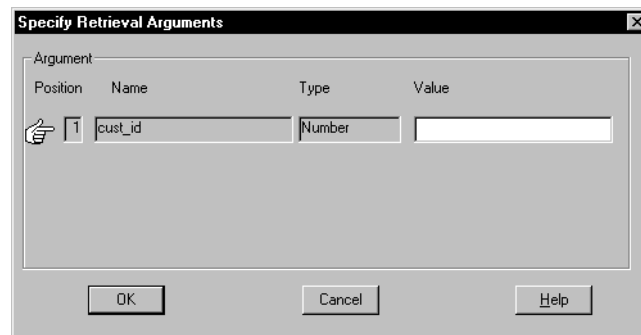 Specify Retrieval Arguments
Argument
Position Name Type Value
1 cust_id Number
OK Cancel Help